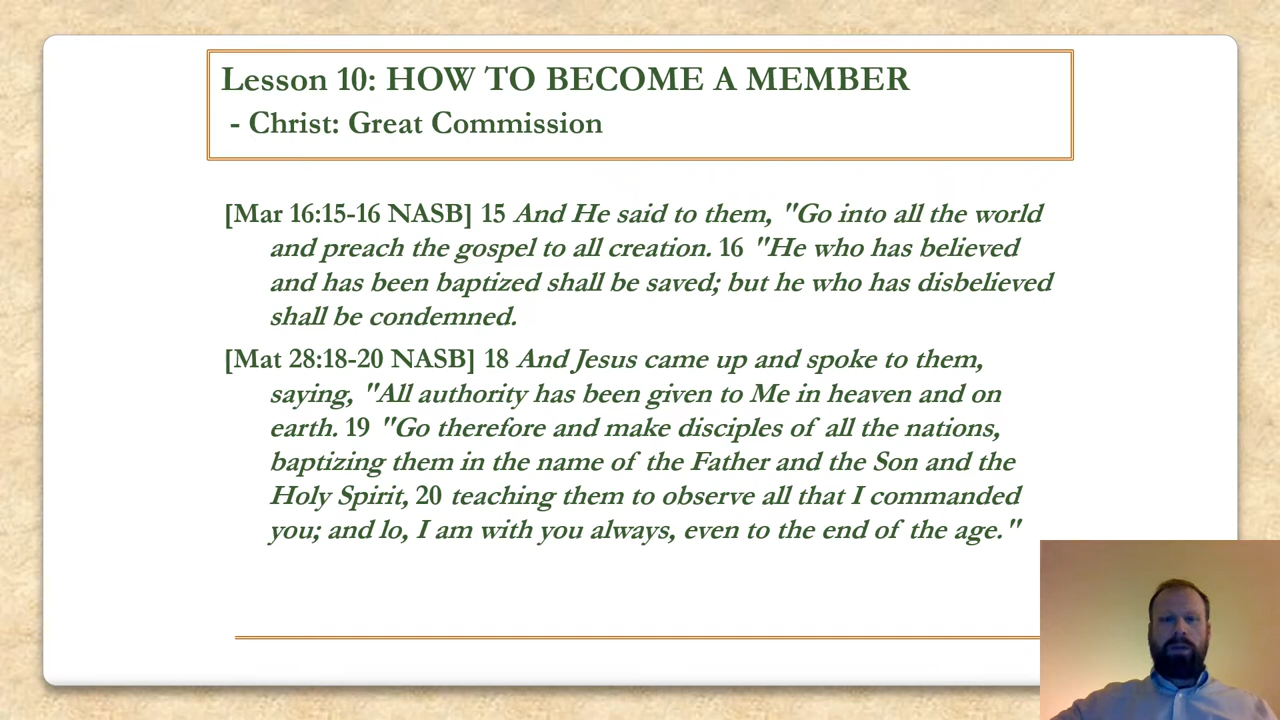 Lesson 10: HOW TO BECOME A MEMBER
- Christ: Great Commission
[Mar 16:15-16 NASB] 15 And He said to them, "Go into all the world
and preach the gospel to all creation. 16 "He who has believed
and has been baptized shall be saved; but he who has disbelieved
shall be condemned.
[Mat 28:18-20 NASB] 18 And Jesus came up and spoke to them,
saying, "All authority has been given to Me in heaven and on
earth. 19 "Go therefore and make disciples of all the nations,
baptizing them in the name of the Father and the Son and the
Holy Spirit, 20 teaching them to observe all that I commanded
you; and lo, I am with you always, even to the end of the age."